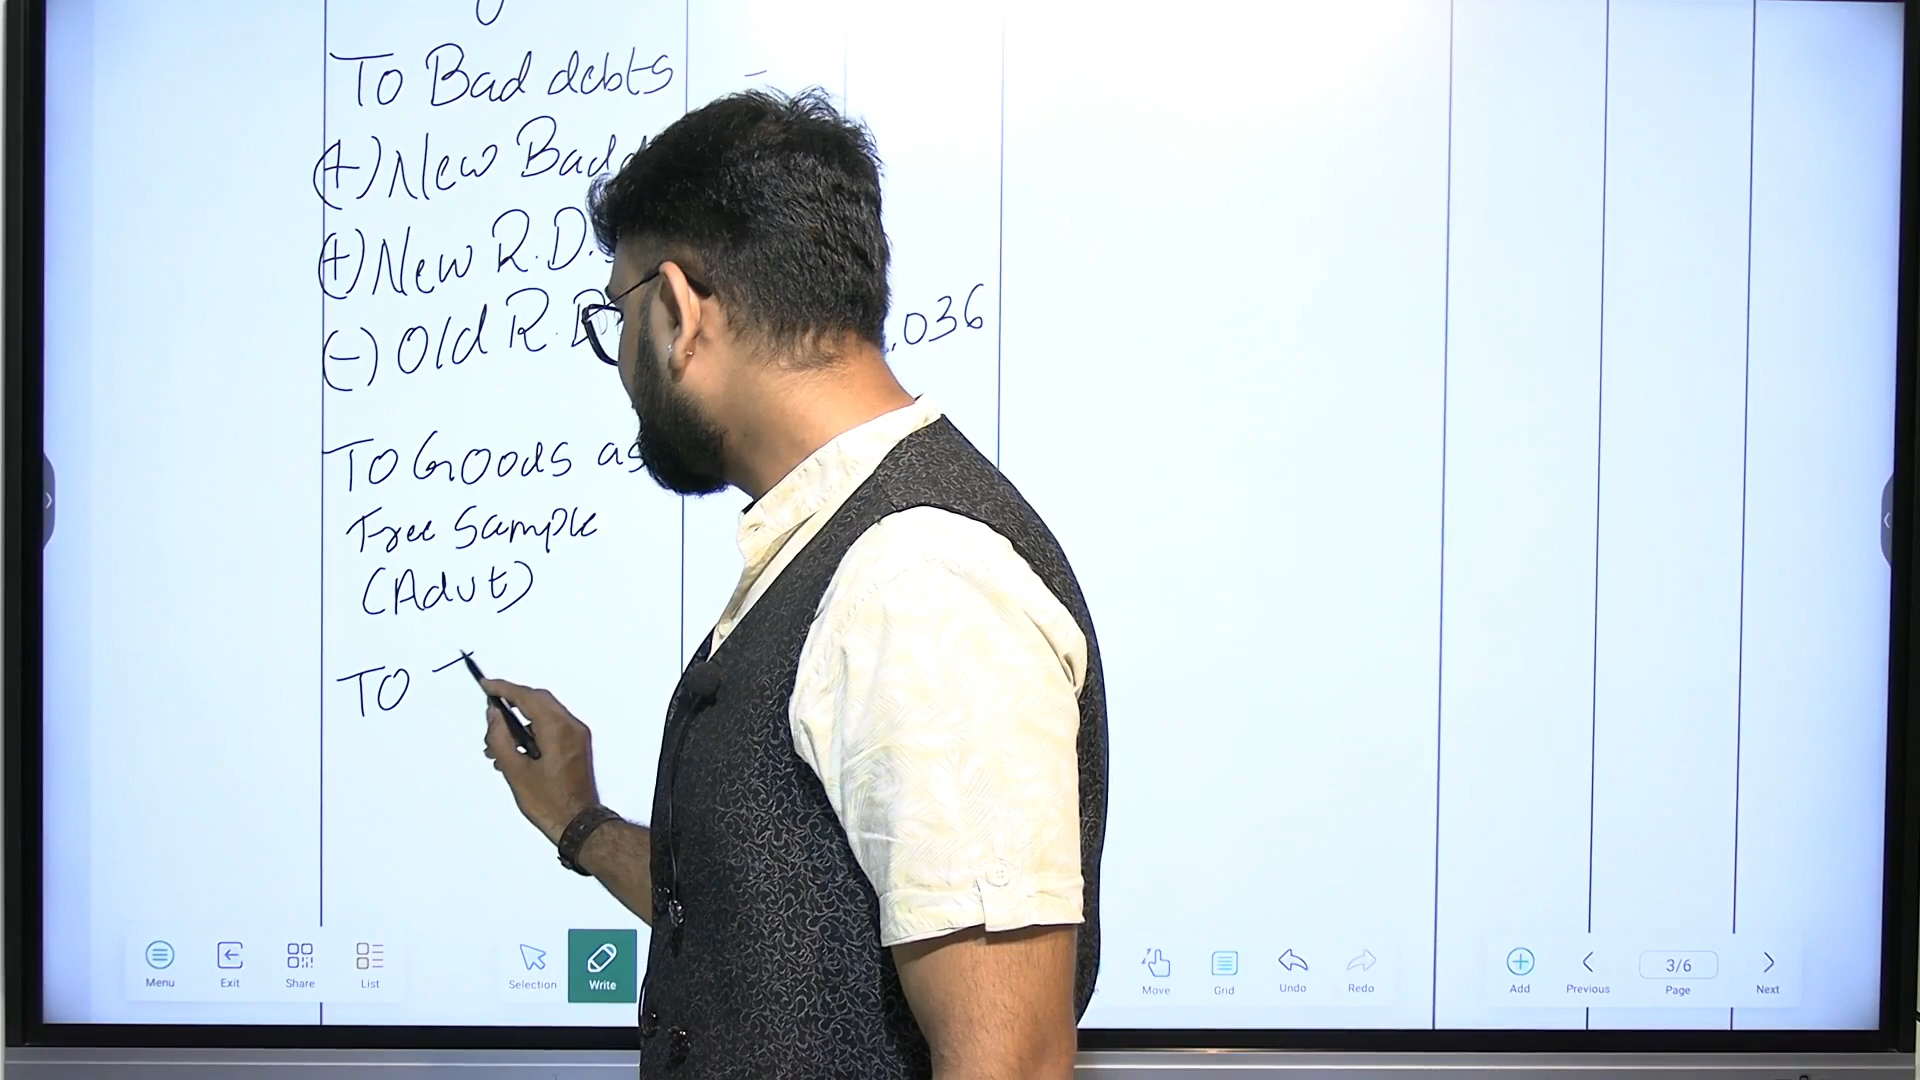 To Bad debts
(+) New Bad
(+) New R.D.
(-) Old R.
.036
To Goods as
Free Sample
(Advt)
To
Menu Exit Share List Selection Write Move Grid Undo Redo Add Previous 3/6 Page Next